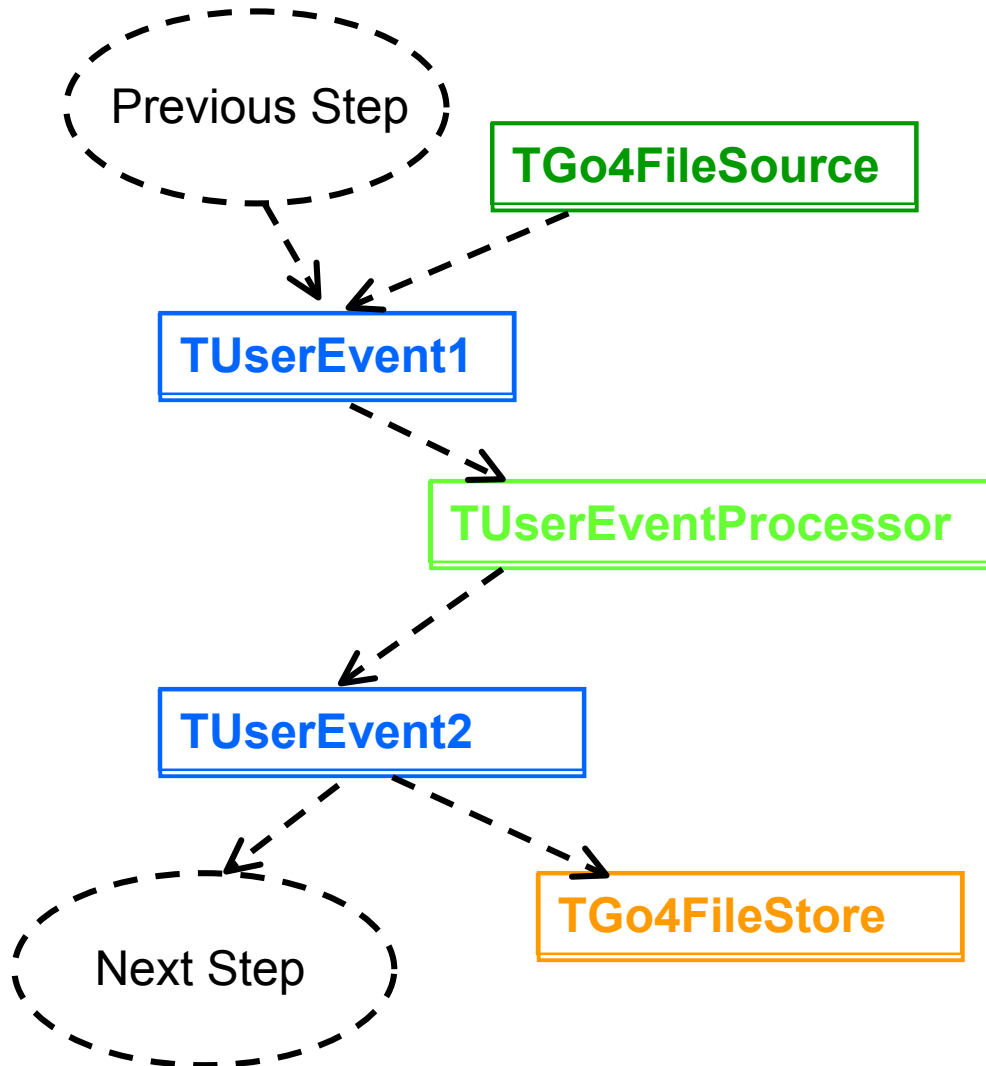 Previous Step
TGo4FileSource
TUserEvent1
TUserEventProcessor
TUserEvent2
TGo4FileStore
Next Step